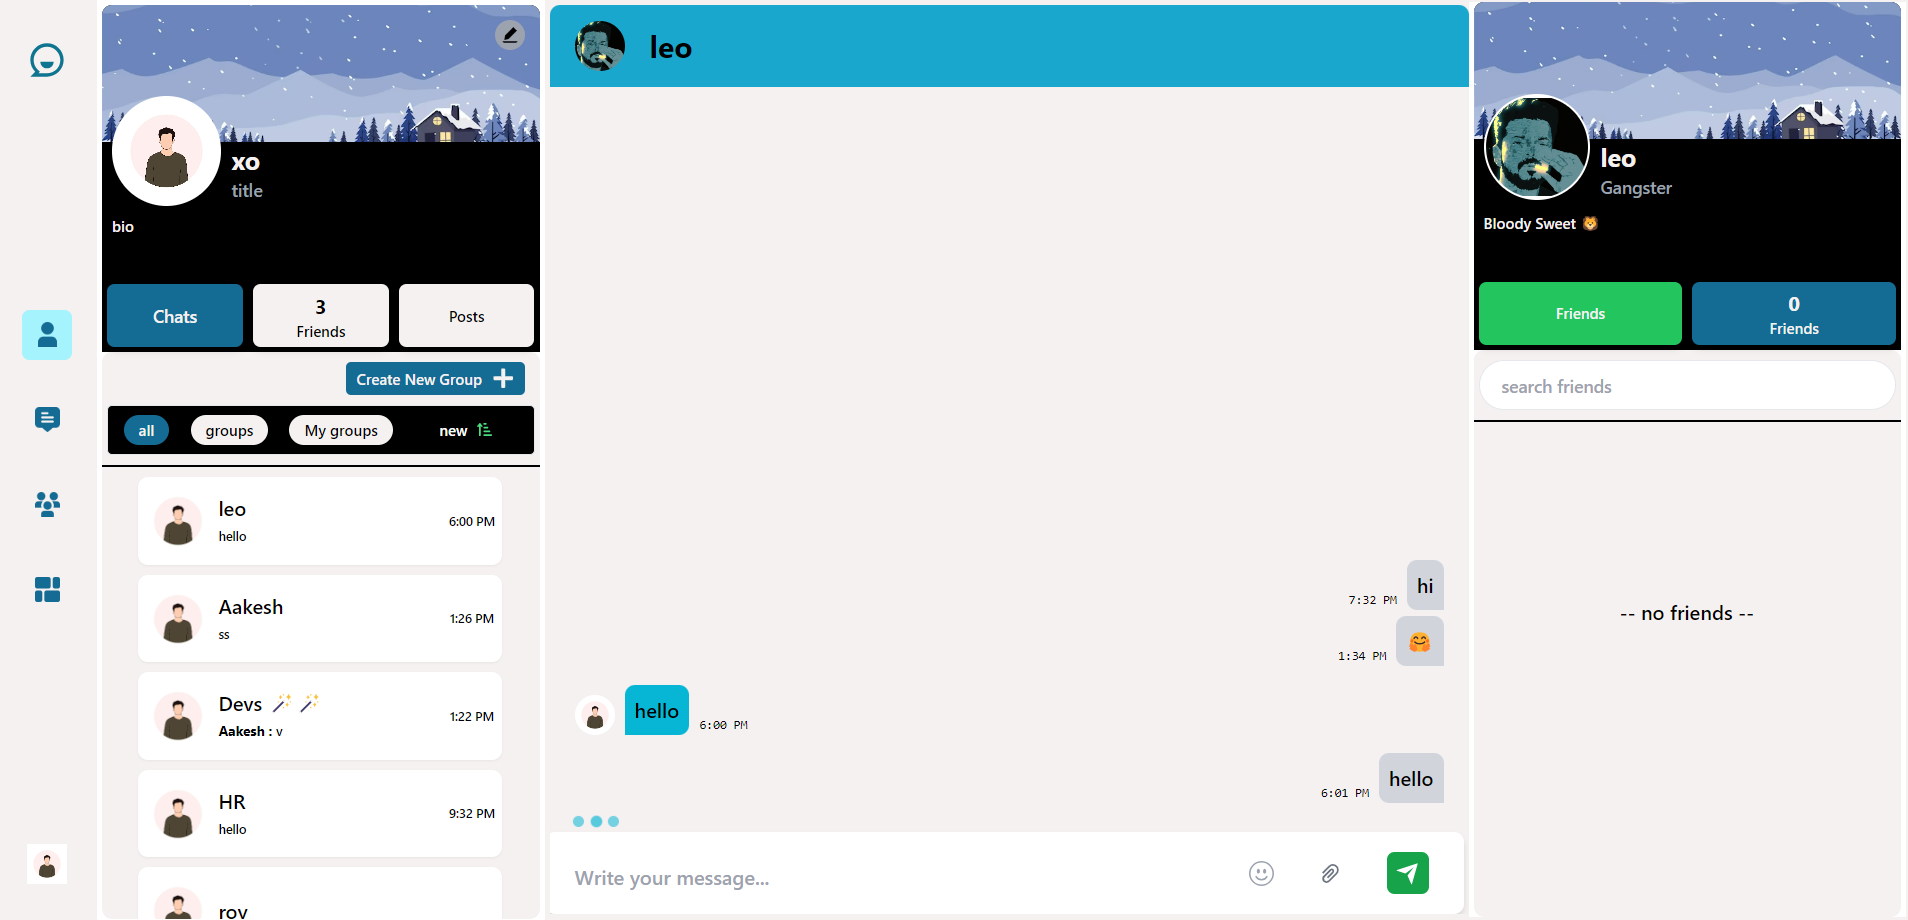 xo
title
bio
Chats
3
Friends
Posts
Create New Group
all
groups
My groups
new
leo
hello
6:00 PM
Aakesh
ss
1:26 PM
Devs 🪄 🪄
Aakesh : v
1:22 PM
HR
hello
9:32 PM
roy
leo
7:32 PM
hi
1:34 PM
🤗
hello
6:00 PM
6:01 PM
hello
Write your message...
leo
Gangster
Bloody Sweet 🦁
Friends
0
Friends
search friends
-- no friends --